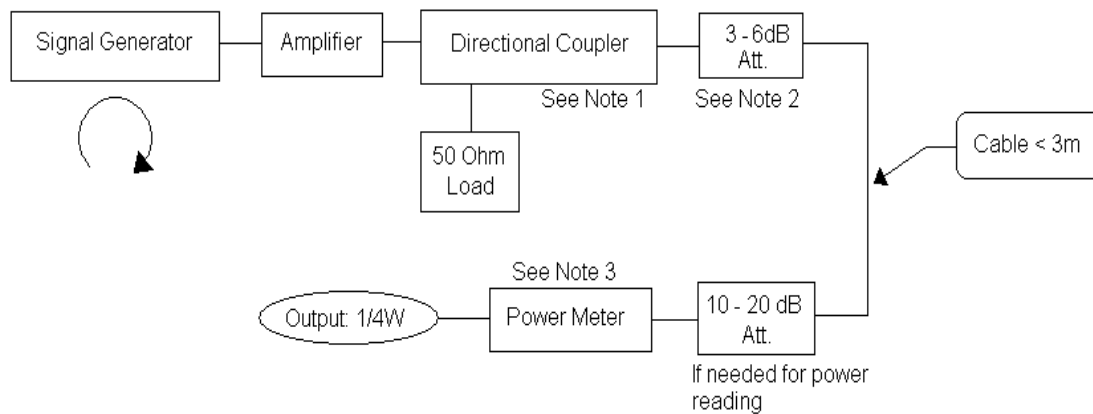 Signal Generator
Amplifier
Directional Coupler
3 - 6dB
Att.
See Note 1
See Note 2
50 Ohm
Load
Cable < 3m
See Note 3
Output: 1/4W
Power Meter
10 - 20 dB
Att.
If needed for power
reading